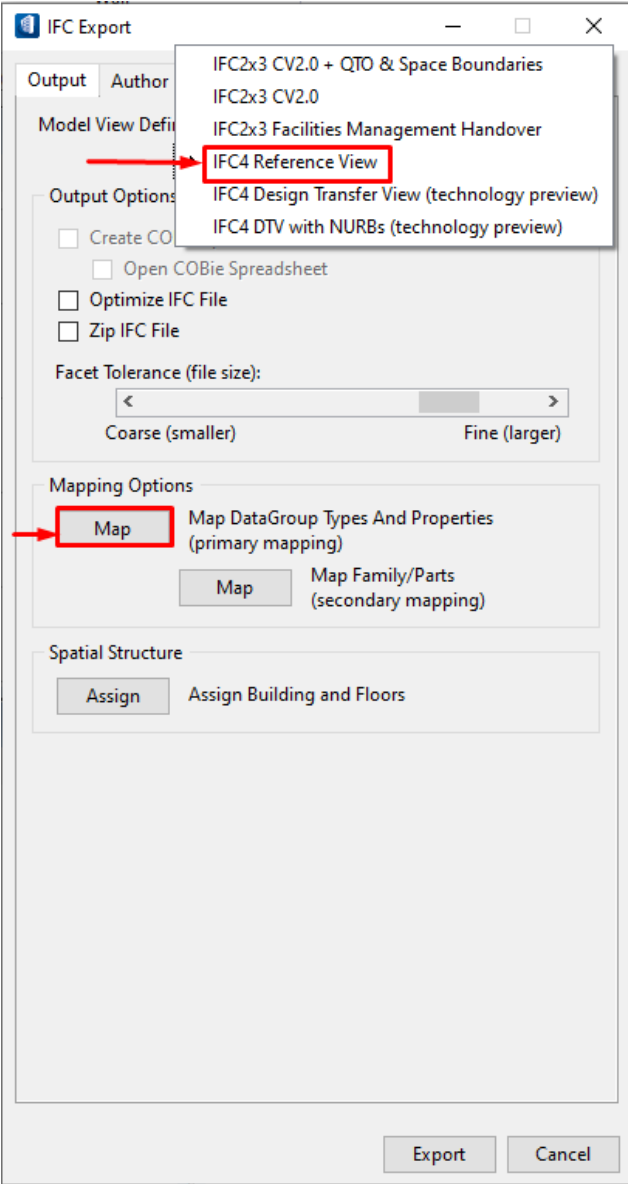 IFC Export
Output Author
IFC2x3 CV2.0 + QTO & Space Boundaries
IFC2x3 CV2.0
IFC2x3 Facilities Management Handover
IFC4 Reference View
IFC4 Design Transfer View (technology preview)
IFC4 DTV with NURBs (technology preview)
Model View Defi
Output Options
Create CO
Open COBie Spreadsheet
Optimize IFC File
Zip IFC File
Facet Tolerance (file size):
Coarse (smaller) Fine (larger)
Mapping Options
Map Map DataGroup Types And Properties
(primary mapping)
Map Map Family/Parts
(secondary mapping)
Spatial Structure
Assign Assign Building and Floors
Export Cancel